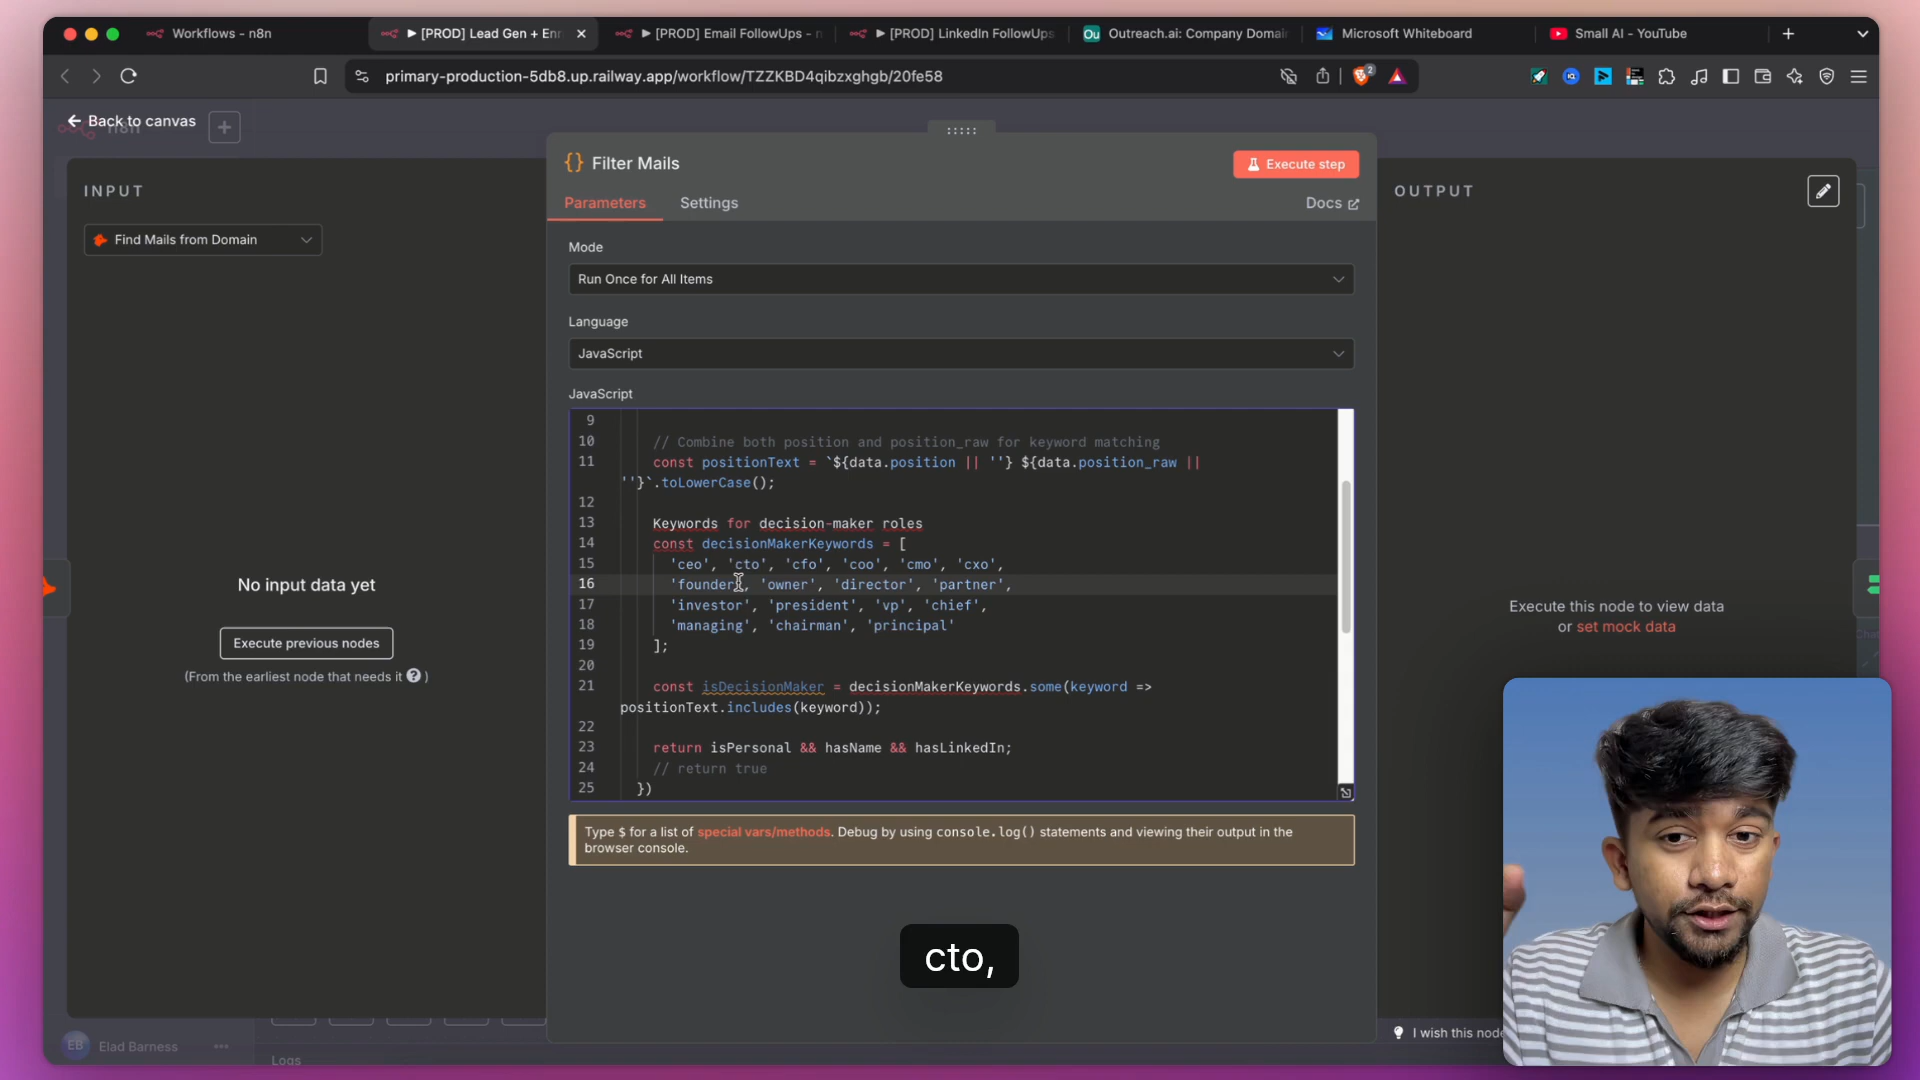 Workflows - n8n
▶ [PROD] Lead Gen + Enr
▶ [PROD] Email FollowUps - n
▶ [PROD] LinkedIn FollowUps
Ou
Outreach.ai: Company Domai
Microsoft Whiteboard
Small AI - YouTube
primary-production-5db8.up.railway.app/workflow/TZZKBD4qibzxghgb/20fe58
2
Back to canvas
n8n
INPUT
Find Mails from Domain
No input data yet
Execute previous nodes
(From the earliest node that needs it ? )
{} Filter Mails
Execute step
Parameters
Settings
Docs
Mode
Run Once for All Items
Language
JavaScript
JavaScript
9
10 // Combine both position and position_raw for keyword matching
11 const positionText = `${data.position || ''} ${data.position_raw ||
''}`.toLowerCase();
12
13 Keywords for decision-maker roles
14 const decisionMakerKeywords = [
15 'ceo', 'cto', 'cfo', 'coo', 'cmo', 'cxo',
16 'founder', 'owner', 'director', 'partner',
17 'investor', 'president', 'vp', 'chief',
18 'managing', 'chairman', 'principal'
19 ];
20
21 const isDecisionMaker = decisionMakerKeywords.some(keyword =>
positionText.includes(keyword));
22
23 return isPersonal && hasName && hasLinkedIn;
24 // return true
25 })
Type $ for a list of special vars/methods. Debug by using console.log() statements and viewing their output in the
browser console.
OUTPUT
Execute this node to view data
or set mock data
I wish this node
cto,
EB
Elad Barness
Logs